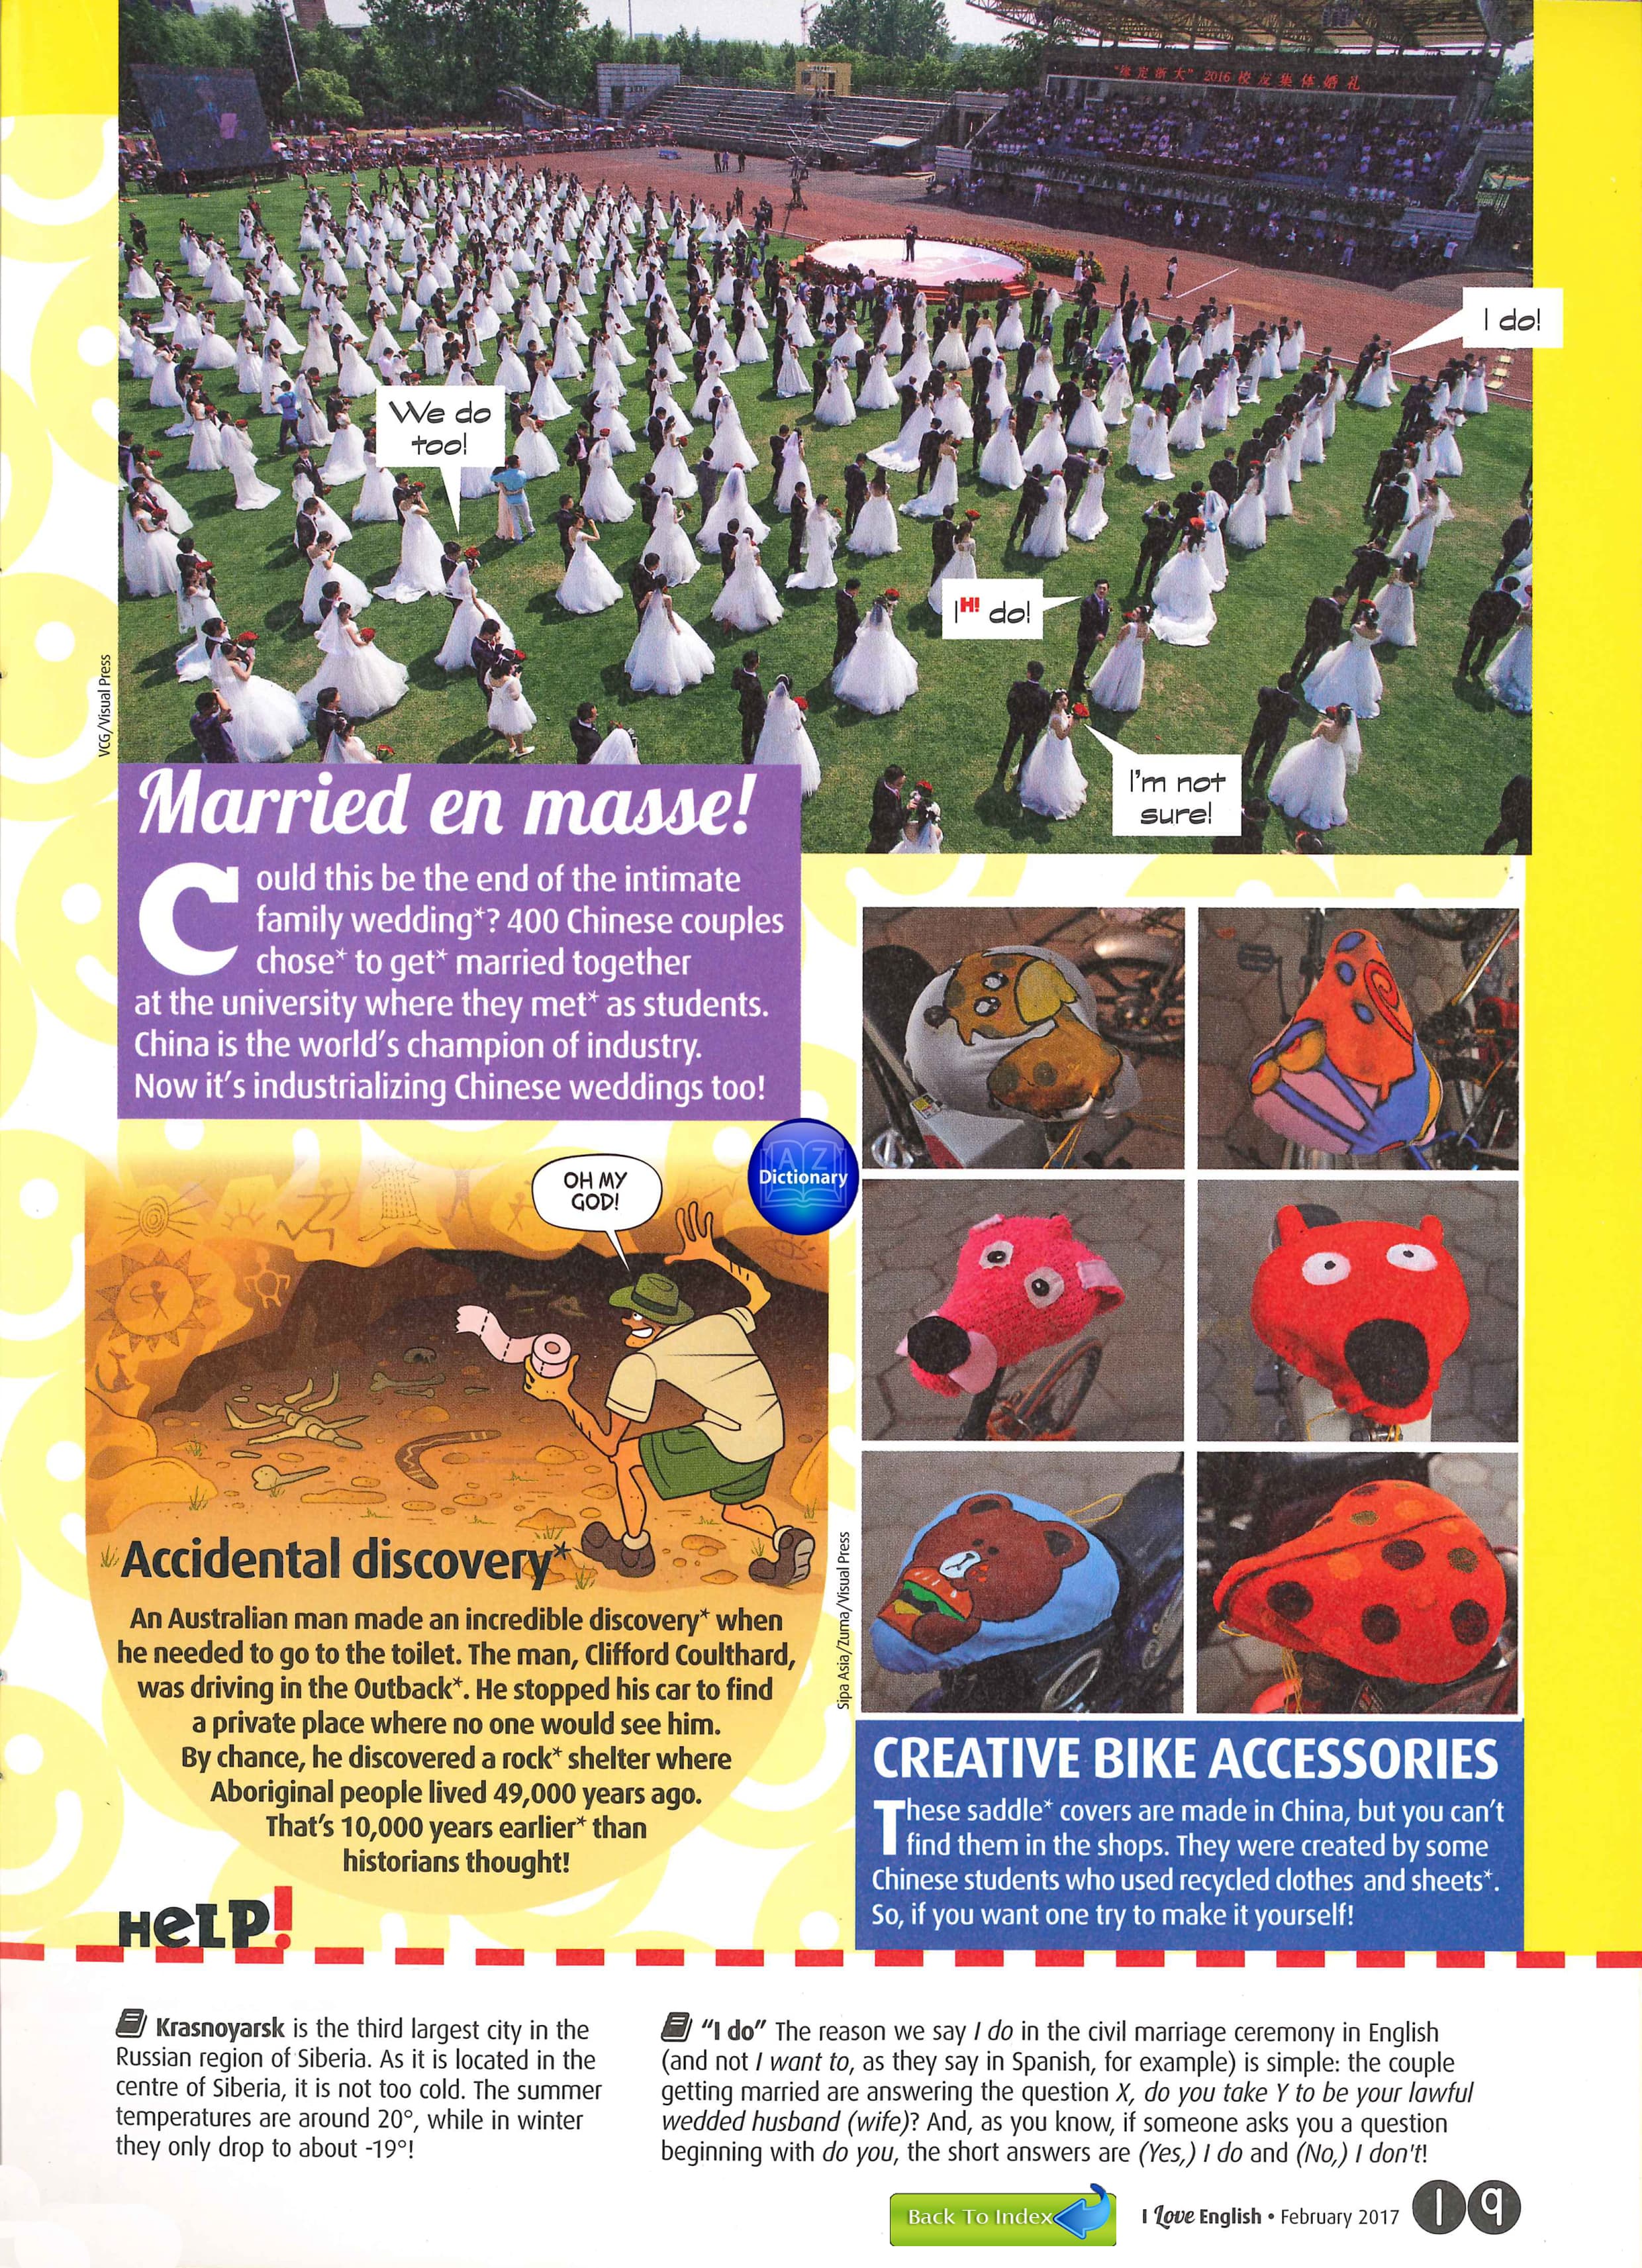 “缘定浙大” 2016 校友集体婚礼
I do!
We do
too!
I HI! do!
I'm not
sure!
VCG/Visual Press
Married en masse!
Could this be the end of the intimate
family wedding*? 400 Chinese couples
chose* to get* married together
at the university where they met* as students.
China is the world's champion of industry.
Now it's industrializing Chinese weddings too!
A Z
Dictionary
OH MY
GOD!
Accidental discovery*
An Australian man made an incredible discovery* when
he needed to go to the toilet. The man, Clifford Coulthard,
was driving in the Outback*. He stopped his car to find
a private place where no one would see him.
By chance, he discovered a rock* shelter where
Aboriginal people lived 49,000 years ago.
That's 10,000 years earlier* than
historians thought!
Sipa Asia/Zuma/Visual Press
CREATIVE BIKE ACCESSORIES
These saddle* covers are made in China, but you can't
find them in the shops. They were created by some
Chinese students who used recycled clothes and sheets*.
So, if you want one try to make it yourself!
HeLP!
Krasnoyarsk is the third largest city in the
Russian region of Siberia. As it is located in the
centre of Siberia, it is not too cold. The summer
temperatures are around 20°, while in winter
they only drop to about -19°!
“I do” The reason we say I do in the civil marriage ceremony in English
(and not I want to, as they say in Spanish, for example) is simple: the couple
getting married are answering the question X, do you take Y to be your lawful
wedded husband (wife)? And, as you know, if someone asks you a question
beginning with do you, the short answers are (Yes,) I do and (No,) I don't!
Back To Index
I Love English • February 2017
19